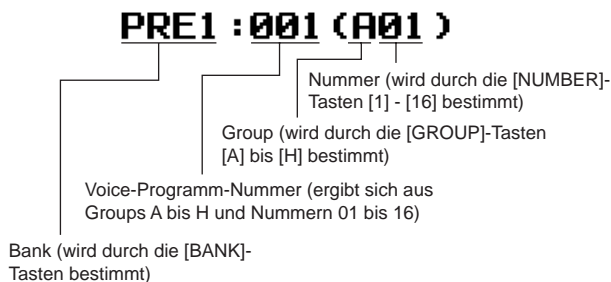 PRE1:001(A01)
Nummer (wird durch die [NUMBER]-
Tasten [1] - [16] bestimmt)
Group (wird durch die [GROUP]-Tasten
[A] bis [H] bestimmt)
Voice-Programm-Nummer (ergibt sich aus
Groups A bis H und Nummern 01 bis 16)
Bank (wird durch die [BANK]-
Tasten bestimmt)